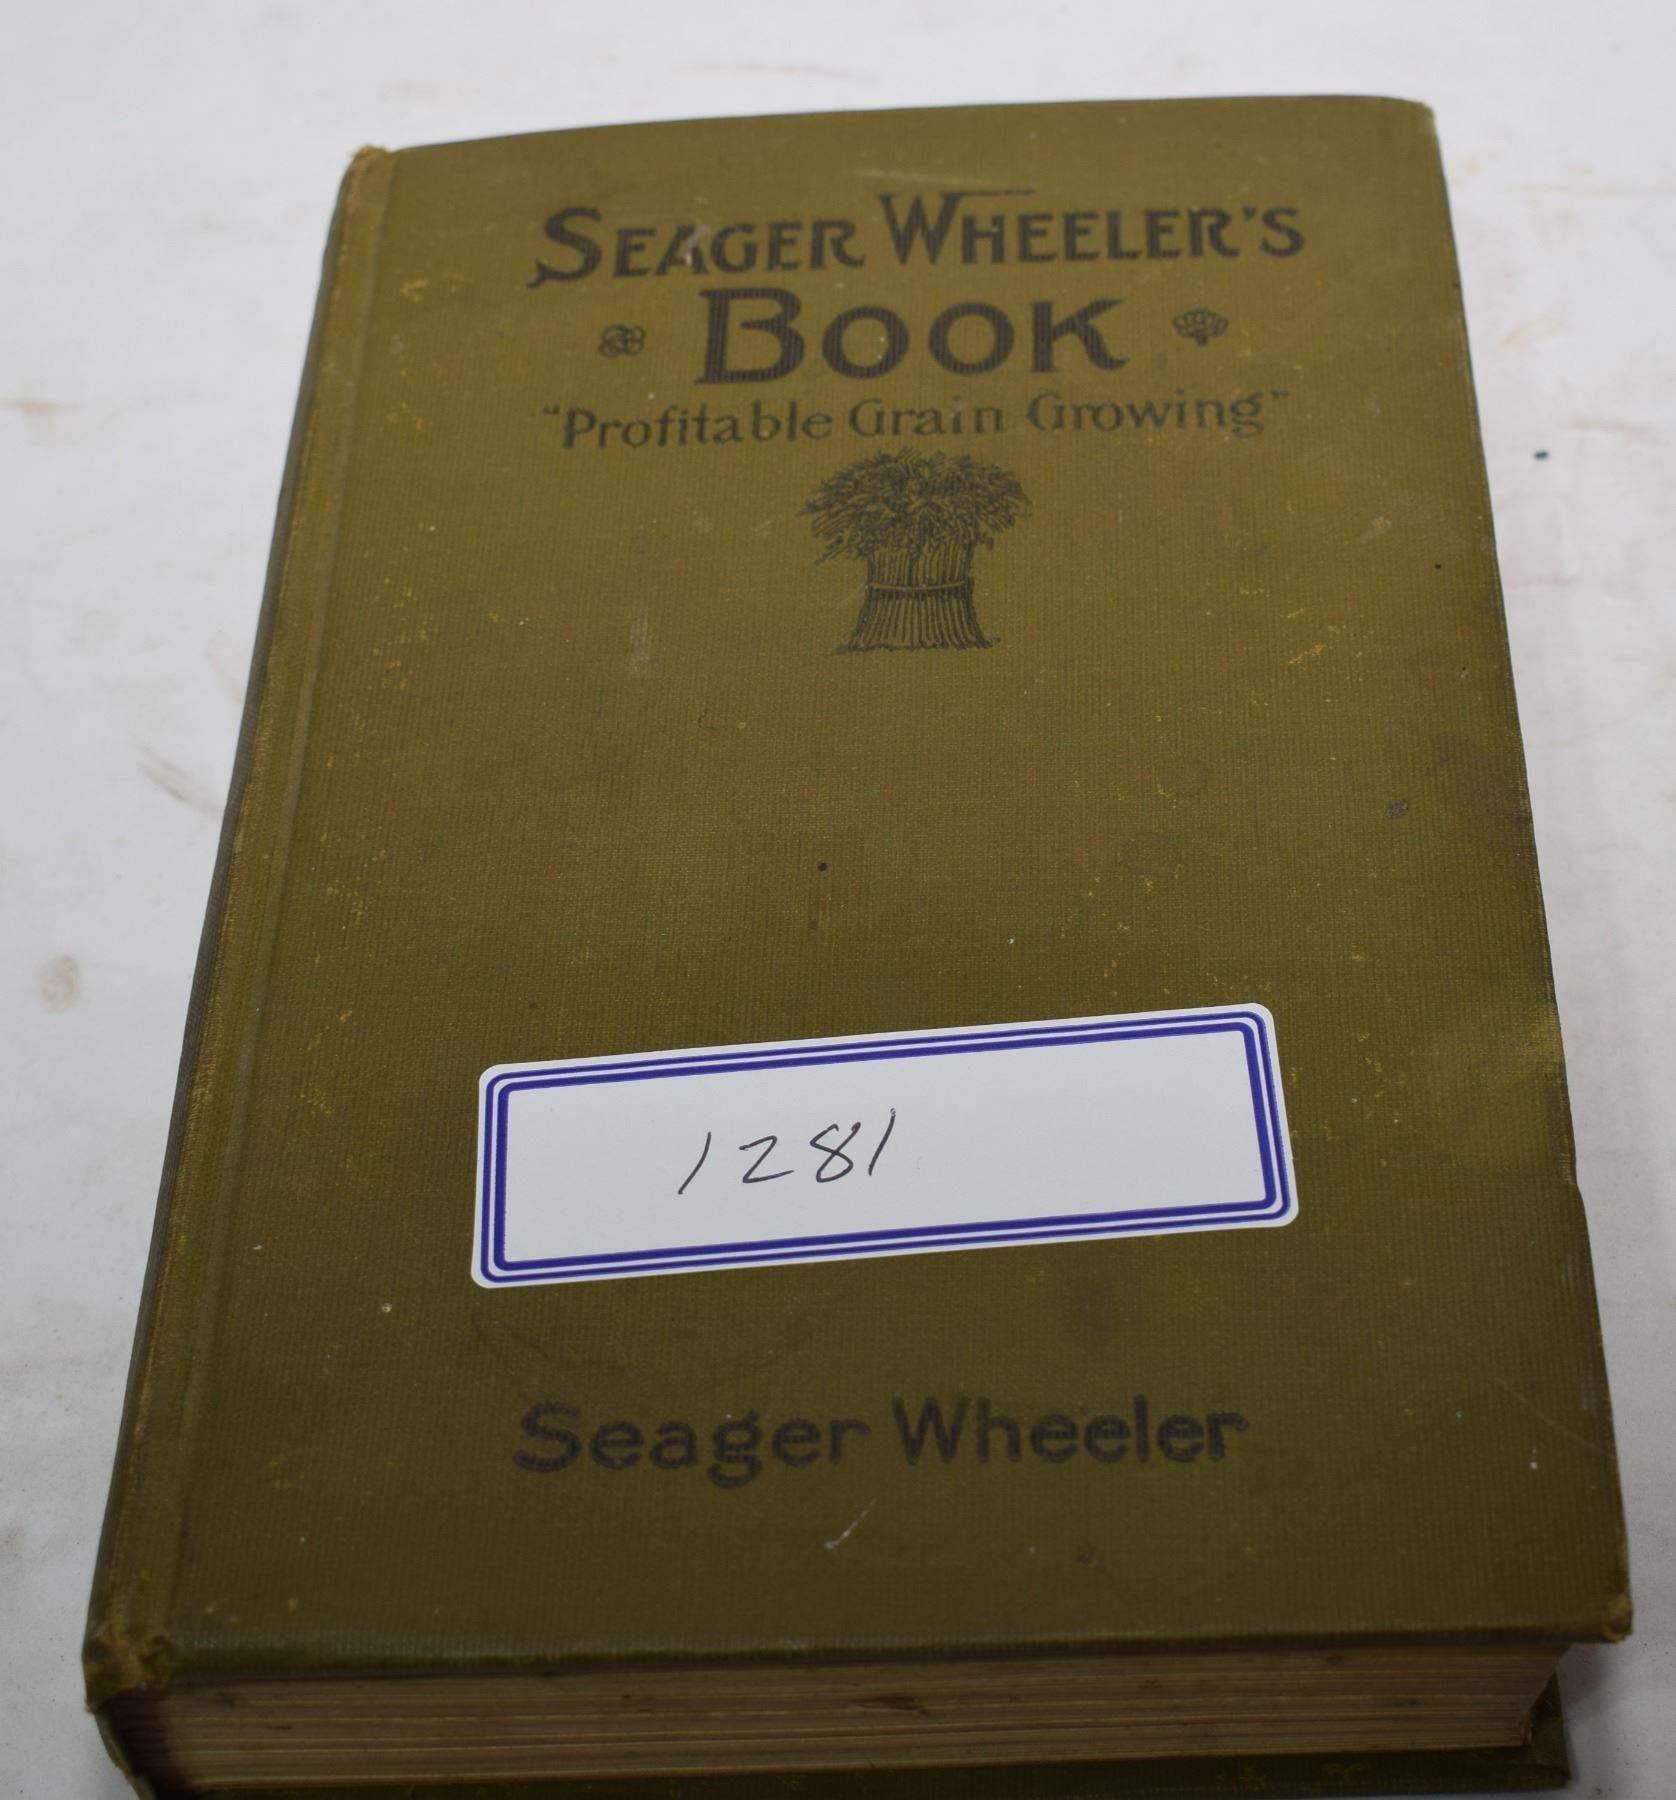 SEAGER WHEELER'S
BOOK
"Profitable Grain Growing"
1281
Seager Wheeler